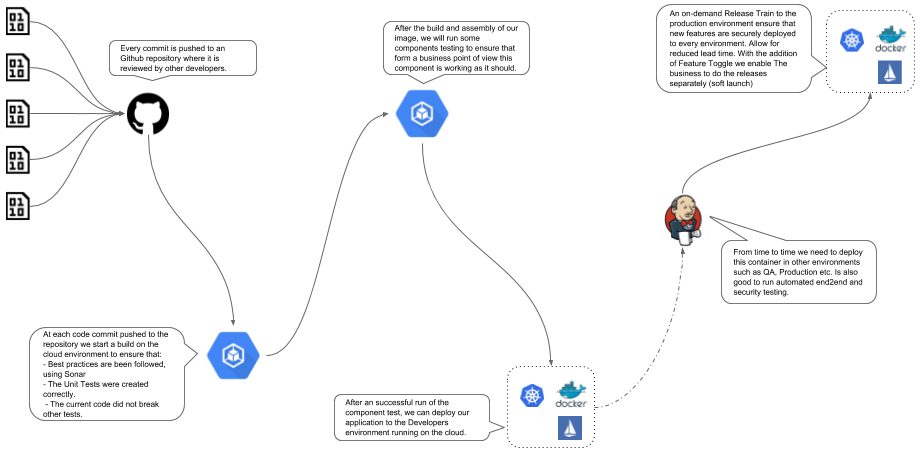 01
10
01
10
01
10
01
10
01
10
Every commit is pushed to an
Github repository where it is
reviewed by other developers.
After the build and assembly of our
image, we will run some
components testing to ensure that
form a business point of view this
component is working as it should.
An on-demand Release Train to the
production environment ensure that
new features are securely deployed
to every environment. Allow for
reduced lead time. With the addition
of Feature Toggle we enable The
business to do the releases
separately (soft launch)
docker
From time to time we need to deploy
this container in other environments
such as QA, Production etc. Is also
good to run automated end2end and
security testing.
At each code commit pushed to the
repository we start a build on the
cloud environment to ensure that:
- Best practices are been followed,
using Sonar
- The Unit Tests were created
correctly.
- The current code did not break
other tests.
After an successful run of the
component test, we can deploy our
application to the Developers
environment running on the cloud.
docker